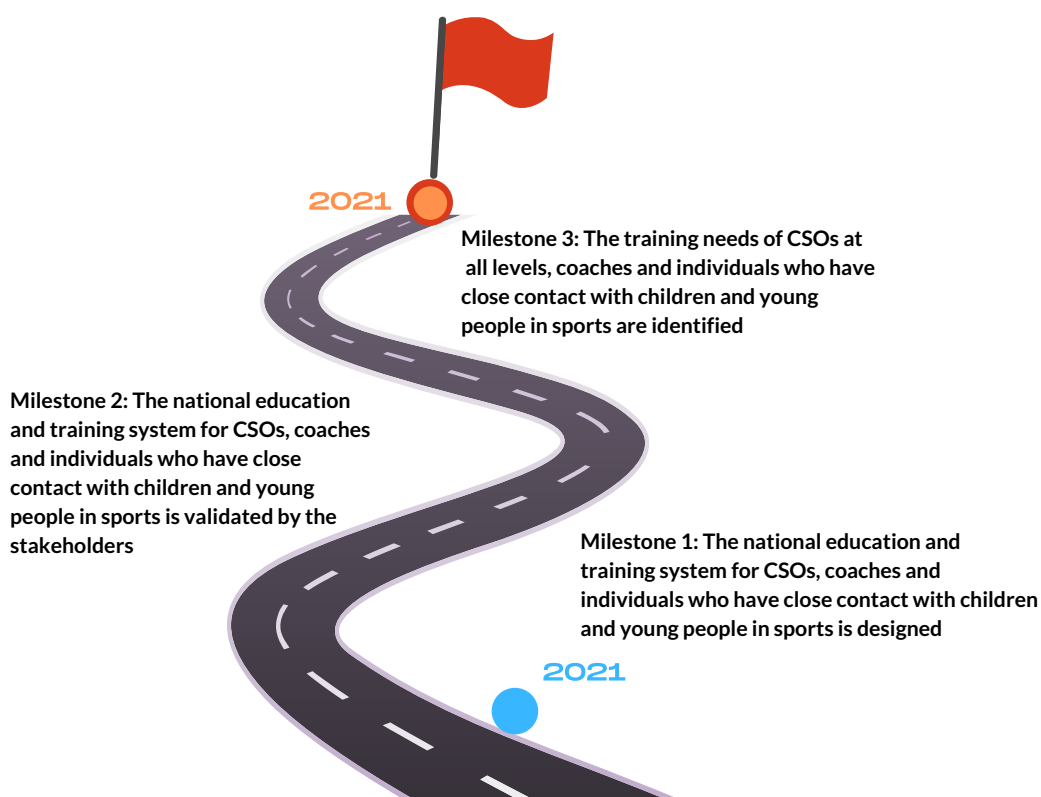 2021
Milestone 3: The training needs of CSOs at
all levels, coaches and individuals who have
close contact with children and young
people in sports are identified
Milestone 2: The national education
and training system for CSOs, coaches
and individuals who have close
contact with children and young
people in sports is validated by the
stakeholders
Milestone 1: The national education and
training system for CSOs, coaches and
individuals who have close contact with children
and young people in sports is designed
2021